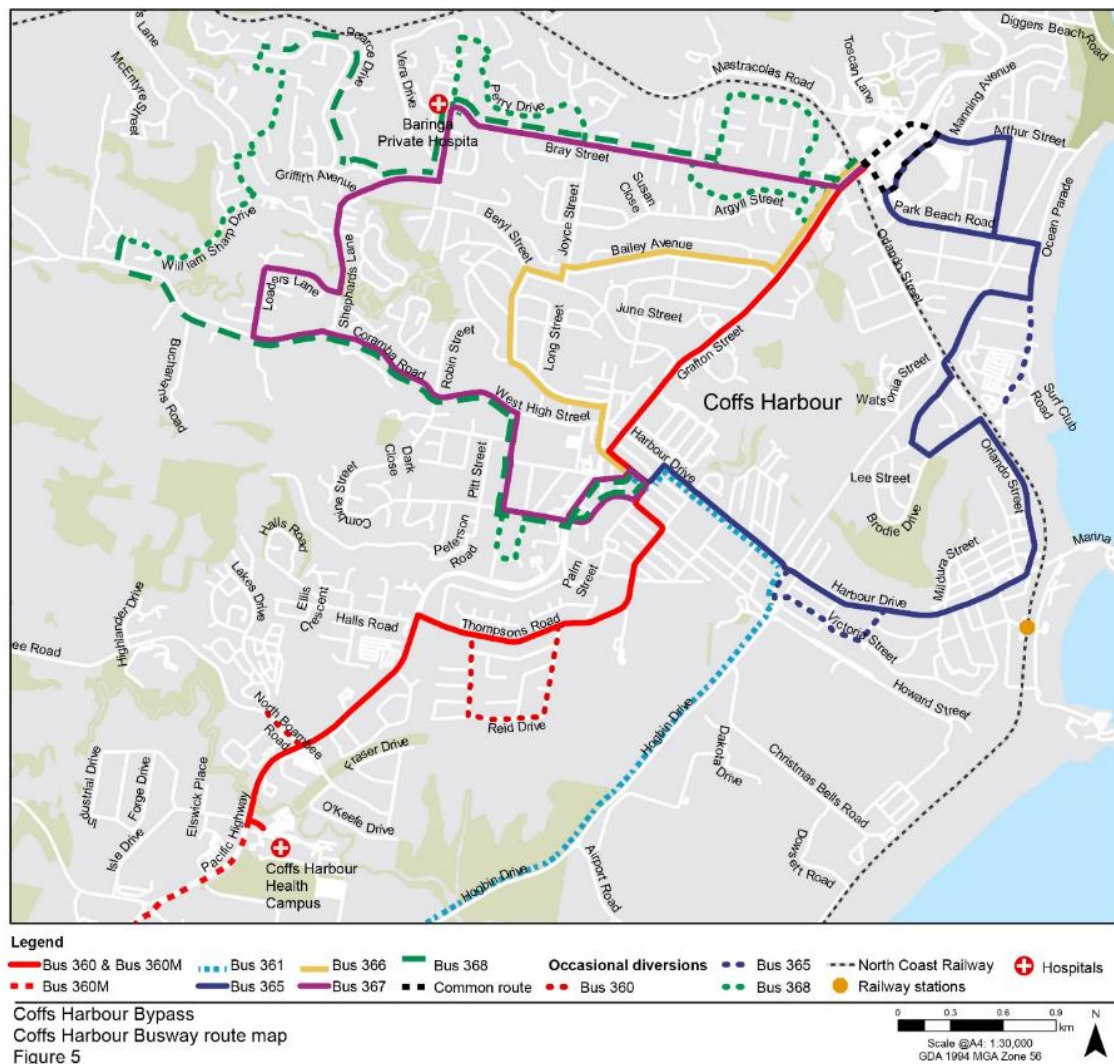 s Lane
McEntyre Street
Pearce Drive
Vera Drive
Perry Drive
Mastracolas Road
Toscan Lane
Manning Avenue
Diggers Beach
Road
Arthur Street
Baringa
Private Hospita
Bray Street
Griffith Avenue
Susan
Close
Argyll Street
Park Beach Road
Ocean Parade
Beryl Street
Joyce Street
Bailey Avenue
William Sharp Drive
Loaders Lane
Shephards Lane
Orlando Street
Long Street
June Street
Coramba Road
Robin Street
Grafton Street
Buchanans Road
West High Street
Coffs Harbour
Watsonia Street
Surf Club
Road
Harbour Drive
Dark
Close
Pitt Street
Lee Street
Orlando Street
Combine Street
Brodie Drive
Peterson
Road
Halls Road
Marina
Palm
Street
Mildura Street
Lakes Drive
Ellis
Crescent
Highlander Drive
Halls Road
Thompsons Road
Harbour Drive
Victoria Street
ee Road
Howard Street
North Boambee
Road
Reid Drive
Hogbin Drive
Dakota Drive
Fraser Drive
Christmas Bells Road
Industrial Drive
Forge Drive
Elswick Place
O'Keefe Drive
Isle Drive
Pacific Highway
Coffs Harbour
Health
Campus
Dowsett Road
Airport Road
Hogbin Drive
Legend
Bus 360 & Bus 360M
Bus 361
Bus 366
Bus 368
Occasional diversions
Bus 365
North Coast Railway
Hospitals
Bus 360M
Bus 365
Bus 367
Common route
Bus 360
Bus 368
Railway stations
Coffs Harbour Bypass
Coffs Harbour Busway route map
Figure 5
0 0.3 0.6 0.9
km
N
Scale @A4: 1:30,000
GDA 1994 MGA Zone 56